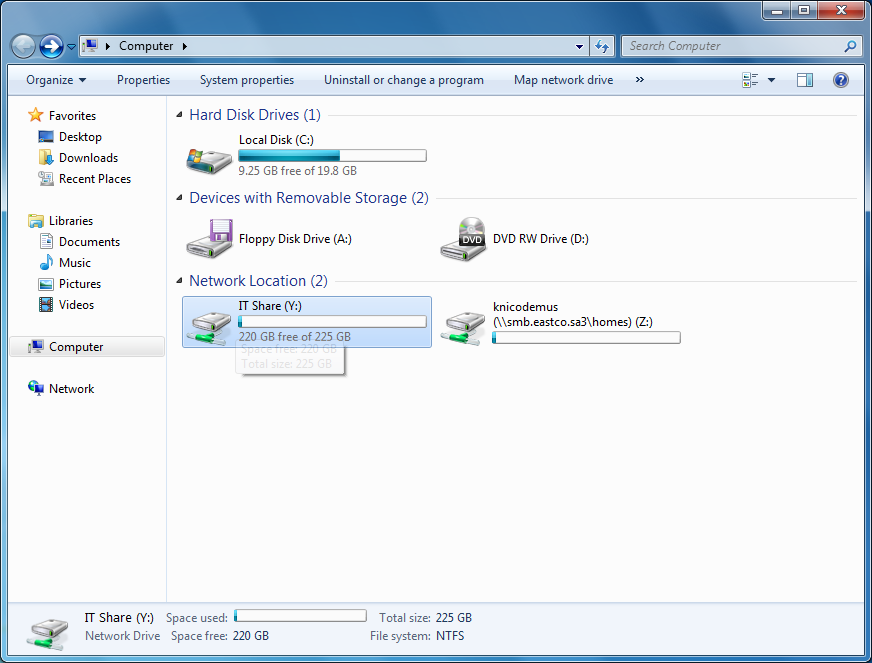 Computer
Search Computer
Organize Properties System properties Uninstall or change a program Map network drive »
Favorites
Desktop
Downloads
Recent Places
Libraries
Documents
Music
Pictures
Videos
Computer
Network
Hard Disk Drives (1)
Local Disk (C:)
9.25 GB free of 19.8 GB
Devices with Removable Storage (2)
Floppy Disk Drive (A:)
DVD
DVD RW Drive (D:)
Network Location (2)
IT Share (Y:)
220 GB free of 225 GB
Space free: 220 GB
Total size: 225 GB
knicodemus
(\\smb.eastco.sa3\homes) (Z:)
IT Share (Y:) Space used: Total size: 225 GB
Network Drive Space free: 220 GB File system: NTFS